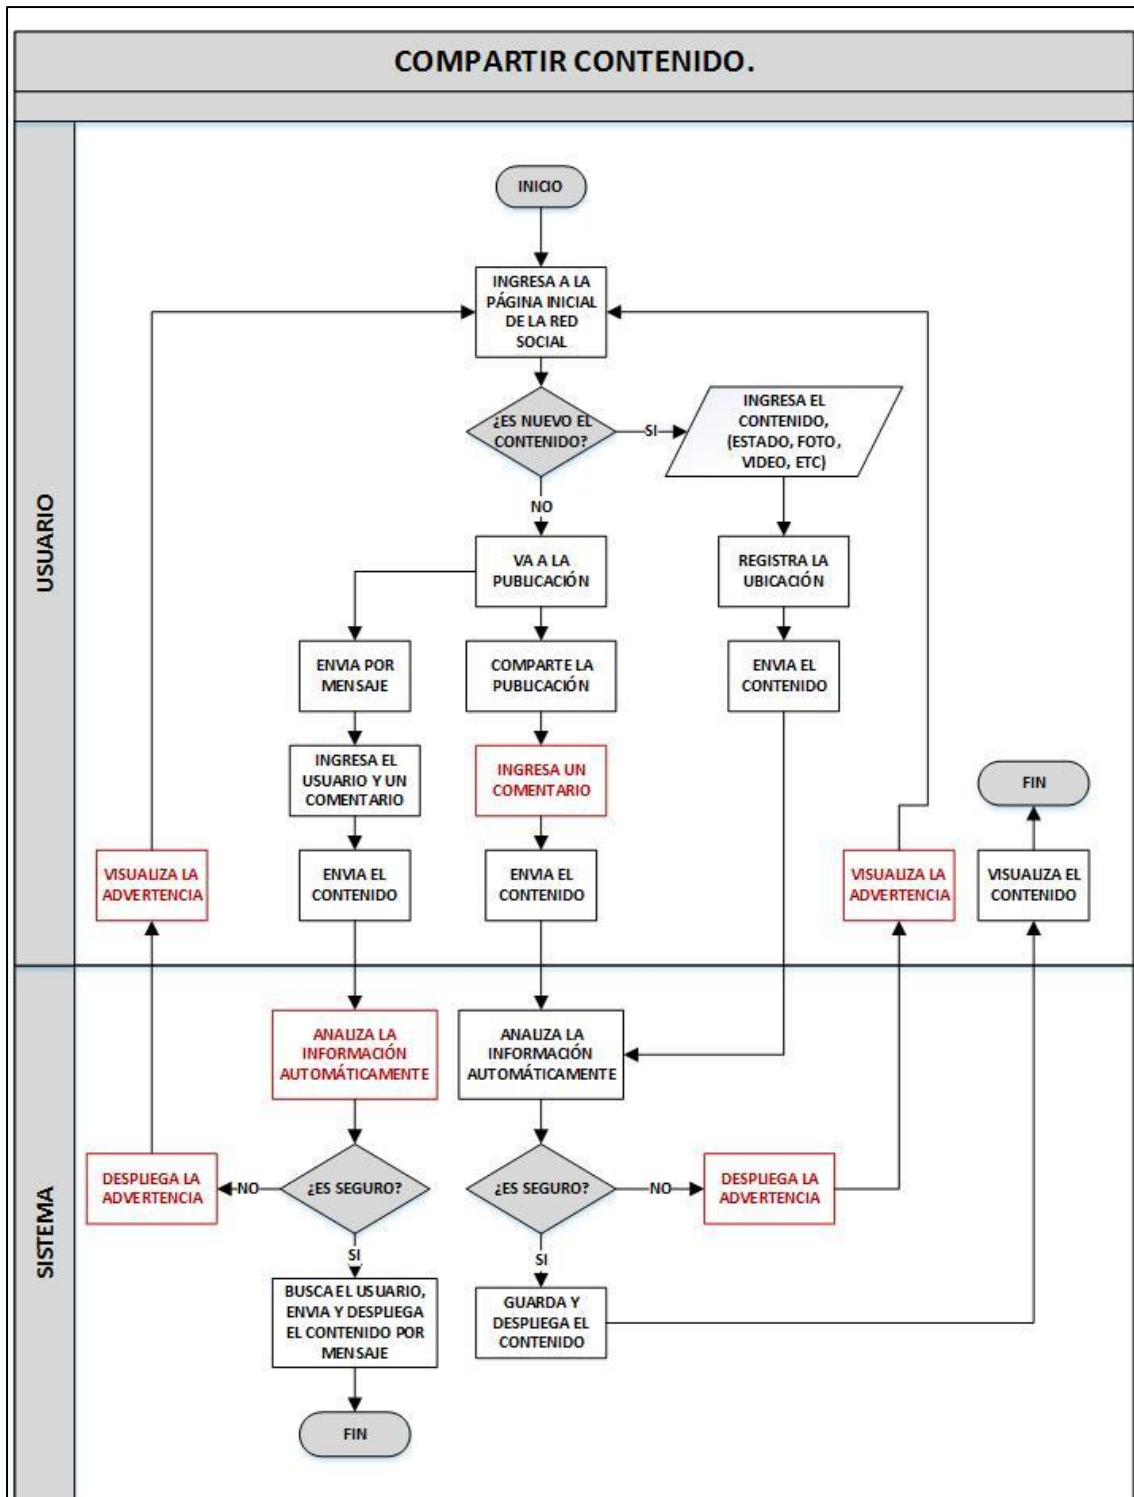 COMPARTIR CONTENIDO.
USUARIO
INICIO
INGRESA A LA
PÁGINA INICIAL
DE LA RED
SOCIAL
¿ES NUEVO EL
CONTENIDO?
SI
INGRESA EL
CONTENIDO,
(ESTADO, FOTO,
VIDEO, ETC)
NO
VA A LA
PUBLICACIÓN
REGISTRA LA
UBICACIÓN
ENVIA POR
MENSAJE
COMPARTE LA
PUBLICACIÓN
ENVIA EL
CONTENIDO
INGRESA EL
USUARIO Y UN
COMENTARIO
INGRESA UN
COMENTARIO
FIN
VISUALIZA LA
ADVERTENCIA
ENVIA EL
CONTENIDO
ENVIA EL
CONTENIDO
VISUALIZA LA
ADVERTENCIA
VISUALIZA EL
CONTENIDO
SISTEMA
ANALIZA LA
INFORMACIÓN
AUTOMÁTICAMENTE
ANALIZA LA
INFORMACIÓN
AUTOMÁTICAMENTE
DESPLIEGA LA
ADVERTENCIA
NO
¿ES SEGURO?
¿ES SEGURO?
NO
DESPLIEGA LA
ADVERTENCIA
SI
SI
BUSCA EL USUARIO,
ENVIA Y DESPLIEGA
EL CONTENIDO POR
MENSAJE
GUARDA Y
DESPLIEGA EL
CONTENIDO
FIN